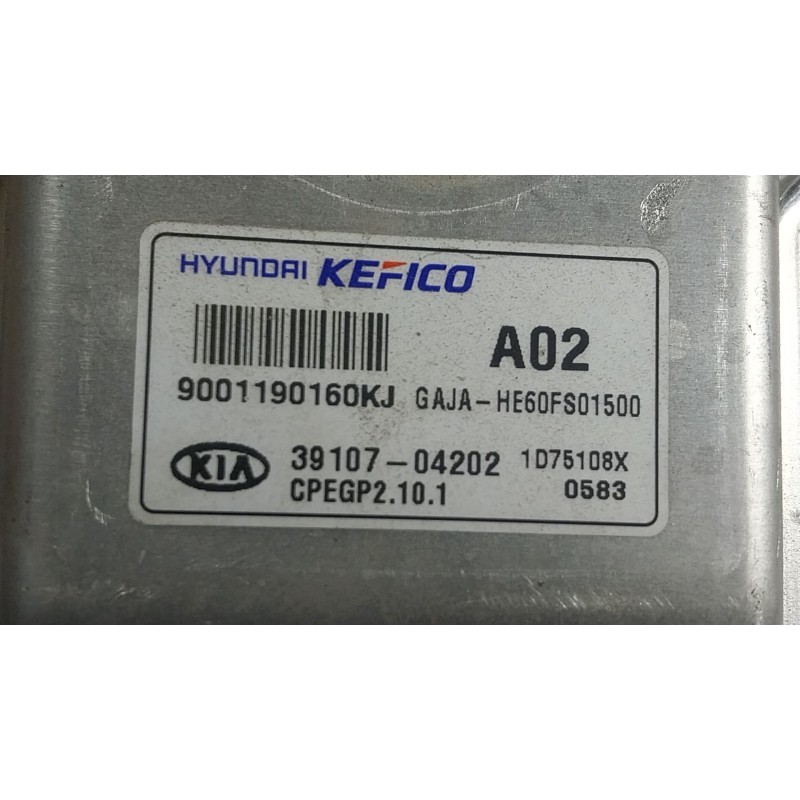 HYUNDAI KEFICO
A02
9001190160KJ GAJA-HE60FS01500
KIA 39107-04202 1D75108X
CPEGP2.10.1 0583